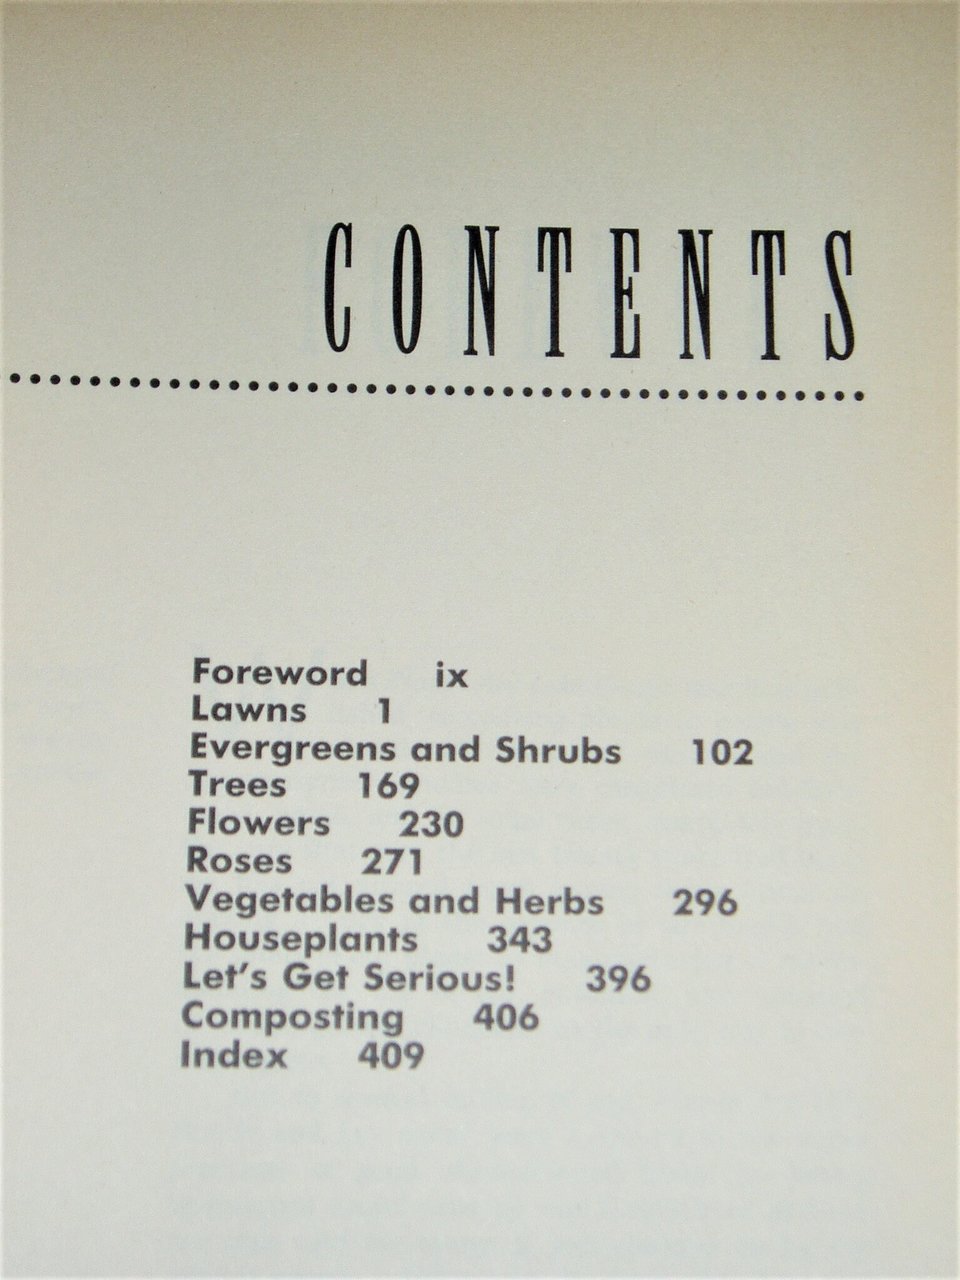 CONTENTS
Foreword ix
Lawns 1
Evergreens and Shrubs 102
Trees 169
Flowers 230
Roses 271
Vegetables and Herbs 296
Houseplants 343
Let's Get Serious! 396
Composting 406
Index 409